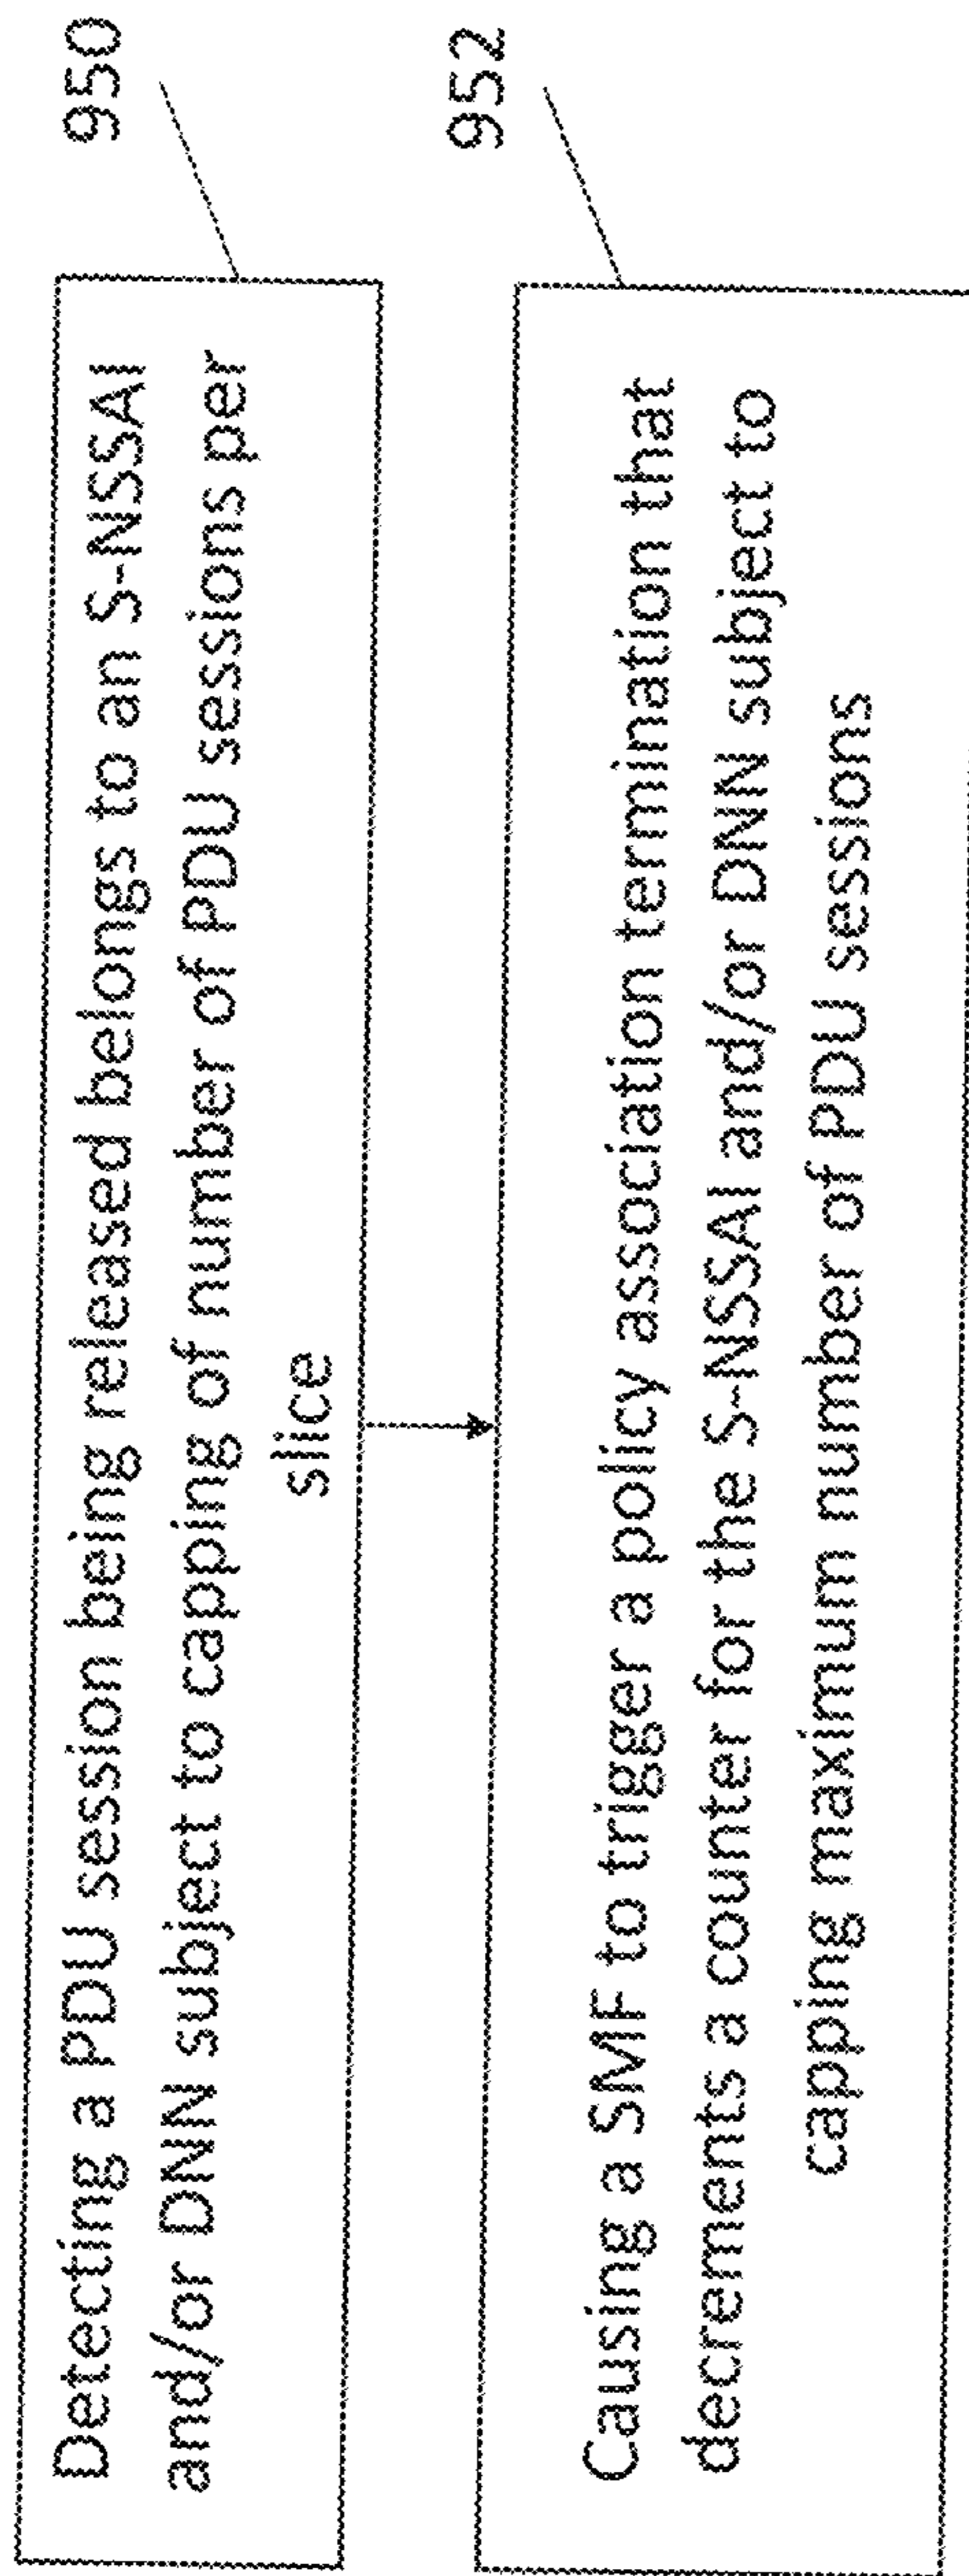 950
Detecting a PDU session being released belongs to an S-NSSAI
and/or DNN subject to capping of number of PDU sessions per
slice
952
Causing a SMF to trigger a policy association termination that
decrements a counter for the S-NSSAI and/or DNN subject to
capping maximum number of PDU sessions